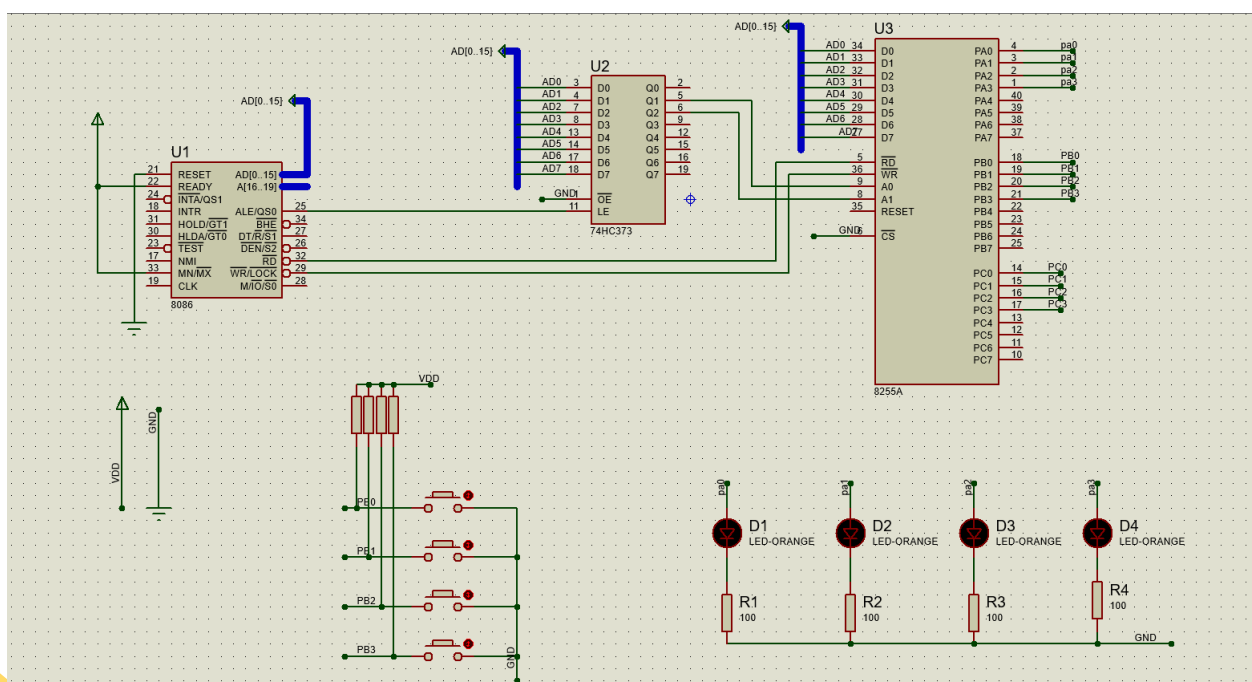 AD[0..15]
U1
21 RESET
22 READY
24 INTA/QS1
18 INTR
31 HOLD/GT1
30 HLDA/GT0
23 TEST
17 NMI
33 MN/MX
19 CLK
AD[0..15]
A[16..19]
ALE/QS0 25
BHE 34
DT/R/S1 27
DEN/S2 26
RD 32
WR/LOCK 29
M/IO/S0 28
8086
AD[0..15]
U2
AD0 3 D0
AD1 4 D1
AD2 7 D2
AD3 8 D3
AD4 13 D4
AD5 14 D5
AD6 17 D6
AD7 18 D7
GND 1 OE
11 LE
Q0 2
Q1 5
Q2 6
Q3 9
Q4 12
Q5 15
Q6 16
Q7 19
74HC373
AD[0..15]
U3
AD0 34 D0
AD1 33 D1
AD2 32 D2
AD3 31 D3
AD4 30 D4
AD5 29 D5
AD6 28 D6
AD7 27 D7
5 RD
36 WR
9 A0
8 A1
35 RESET
GND 6 CS
PA0 4 pa0
PA1 3 pa1
PA2 2 pa2
PA3 1 pa3
PA4 40
PA5 39
PA6 38
PA7 37
PB0 18 PB0
PB1 19 PB1
PB2 20 PB2
PB3 21 PB3
PB4 22
PB5 23
PB6 24
PB7 25
PC0 14 PC0
PC1 15 PC1
PC2 16 PC2
PC3 17 PC3
PC4 13
PC5 12
PC6 11
PC7 10
8255A
VDD
GND
VDD
PB0
PB1
PB2
PB3
GND
pa0
pa1
pa2
pa3
D1
LED-ORANGE
D2
LED-ORANGE
D3
LED-ORANGE
D4
LED-ORANGE
R1
100
R2
100
R3
100
R4
100
GND